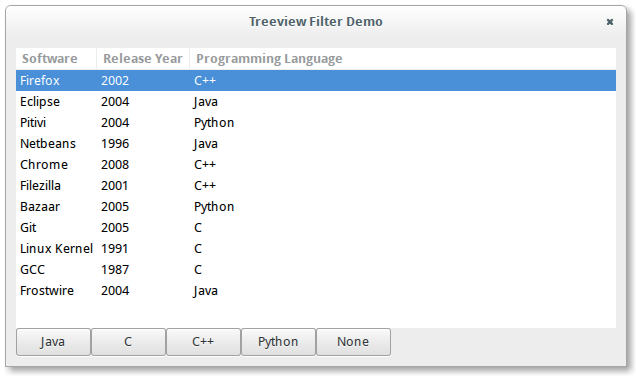 Treeview Filter Demo
Software Release Year Programming Language
Firefox 2002 C++
Eclipse 2004 Java
Pitivi 2004 Python
Netbeans 1996 Java
Chrome 2008 C++
Filezilla 2001 C++
Bazaar 2005 Python
Git 2005 C
Linux Kernel 1991 C
GCC 1987 C
Frostwire 2004 Java
Java C C++ Python None